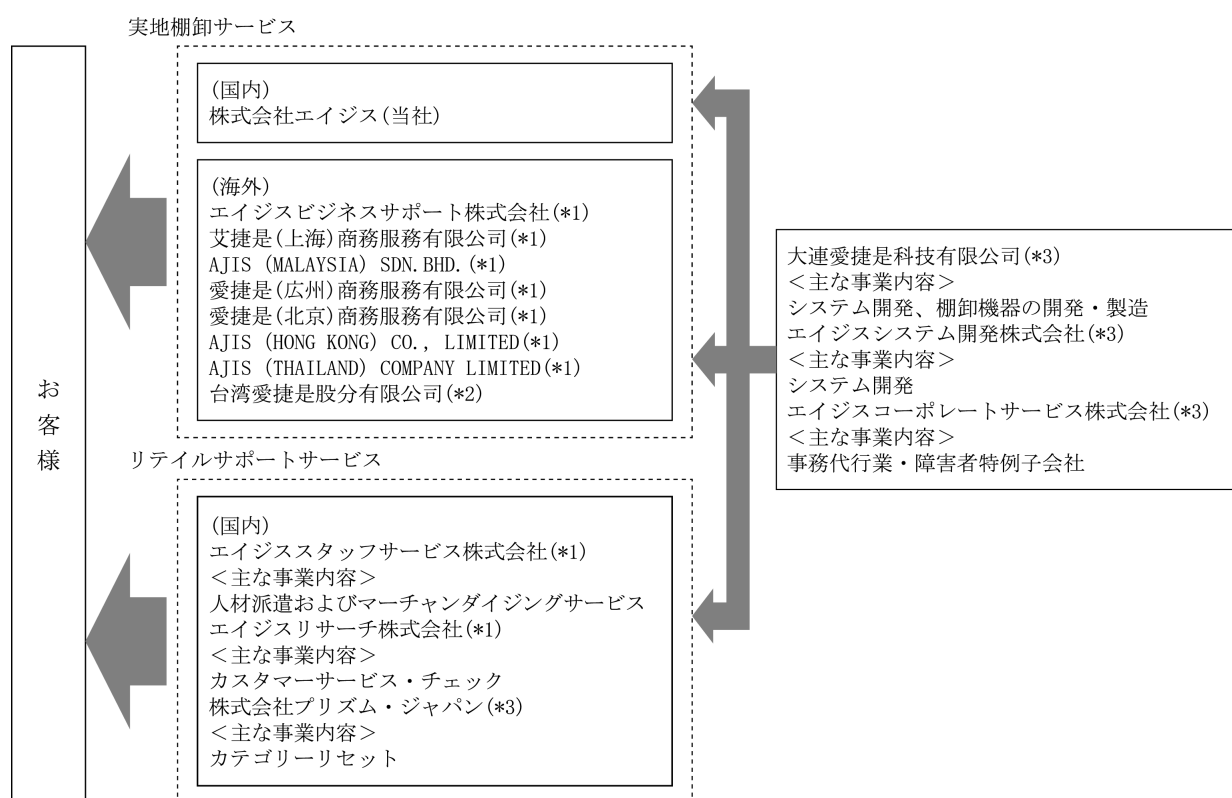 実地棚卸サービス
(国内)
株式会社エイジス(当社)
(海外)
エイジスビジネスサポート株式会社(*1)
艾捷是(上海)商務服務有限公司(*1)
AJIS (MALAYSIA) SDN.BHD.(*1)
愛捷是(広州)商務服務有限公司(*1)
愛捷是(北京)商務服務有限公司(*1)
AJIS (HONG KONG) CO., LIMITED(*1)
AJIS (THAILAND) COMPANY LIMITED(*1)
台湾愛捷是股分有限公司(*2)
お客様
リテイルサポートサービス
(国内)
エイジススタッフサービス株式会社(*1)
<主な事業内容>
人材派遣およびマーチャンダイジングサービス
エイジスリサーチ株式会社(*1)
<主な事業内容>
カスタマーサービス・チェック
株式会社プリズム・ジャパン(*3)
<主な事業内容>
カテゴリーリセット
大連愛捷是科技有限公司(*3)
<主な事業内容>
システム開発、棚卸機器の開発・製造
エイジスシステム開発株式会社(*3)
<主な事業内容>
システム開発
エイジスコーポレートサービス株式会社(*3)
<主な事業内容>
事務代行業・障害者特例子会社